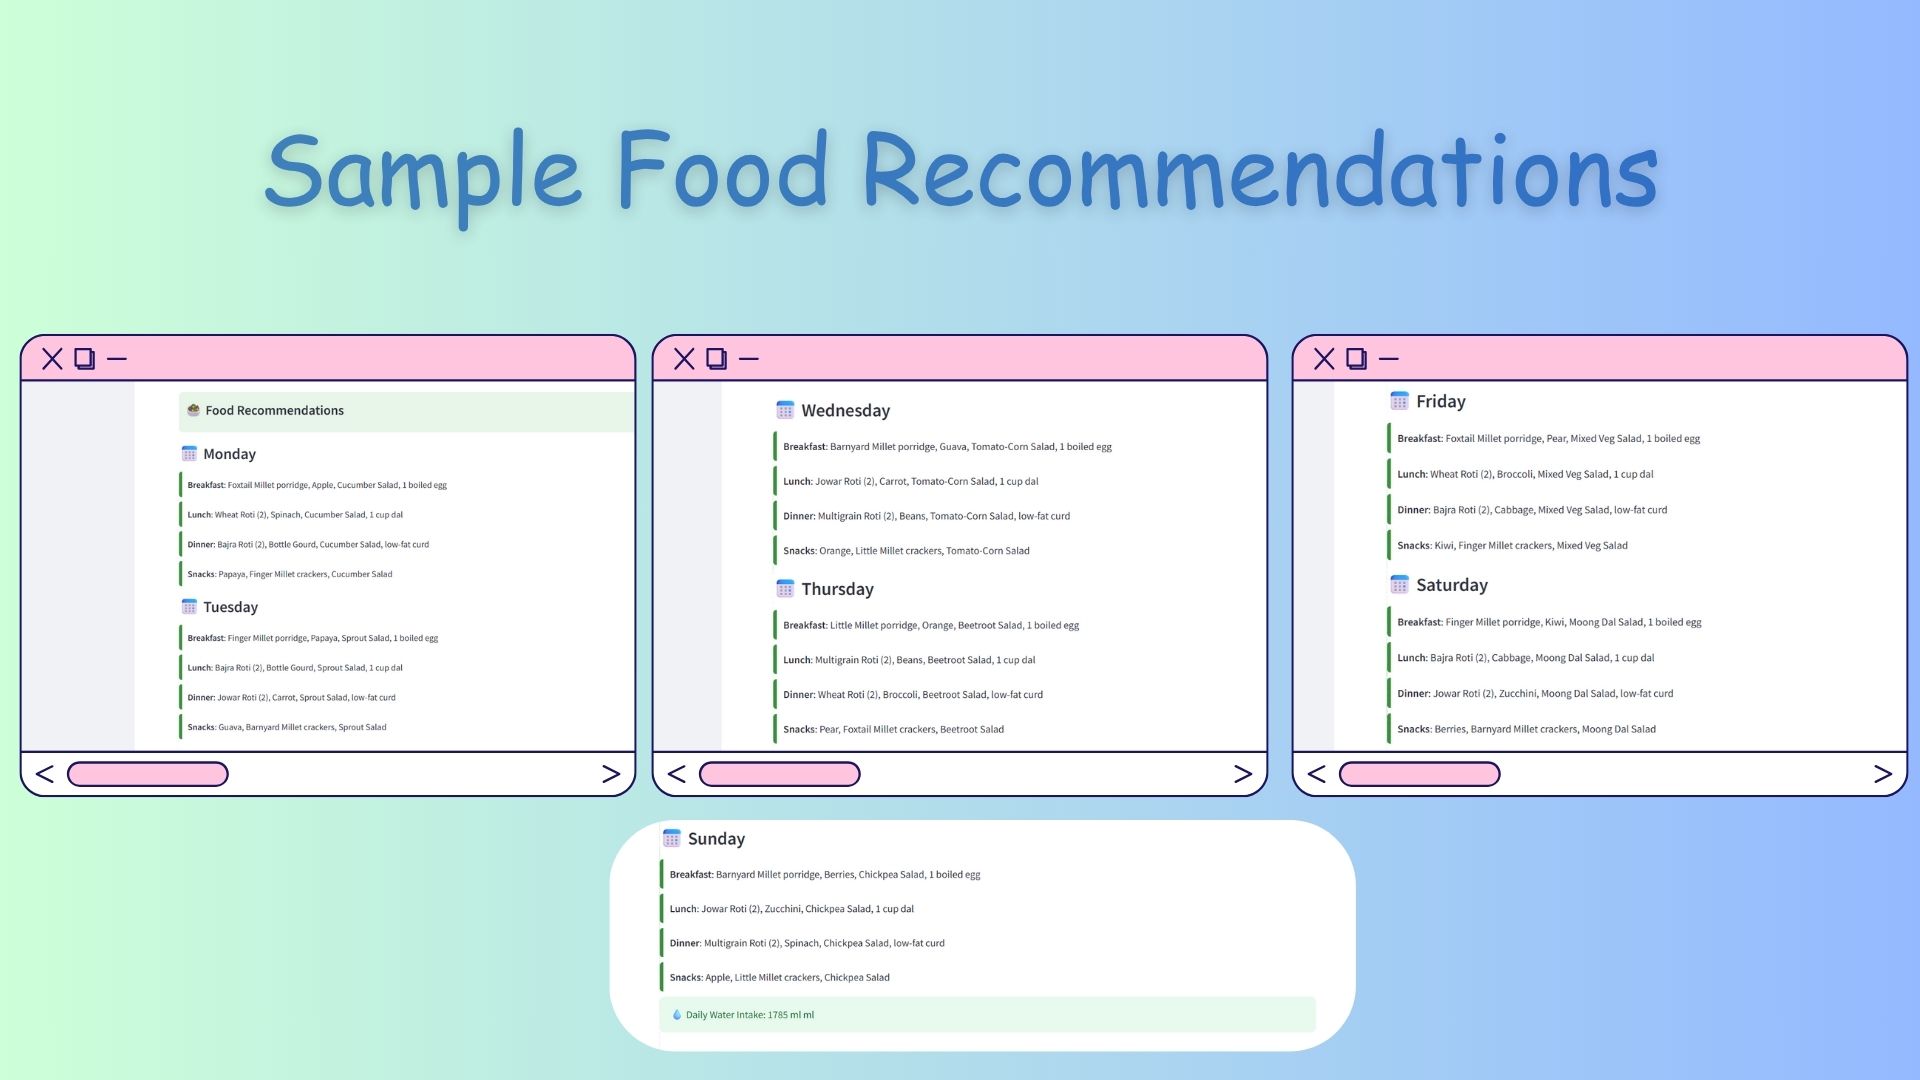 Sample Food Recommendations
Food Recommendations
Monday
Breakfast: Foxtail Millet porridge, Apple, Cucumber Salad, 1 boiled egg
Lunch: Wheat Roti (2), Spinach, Cucumber Salad, 1 cup dal
Dinner: Bajra Roti (2), Bottle Gourd, Cucumber Salad, low-fat curd
Snacks: Papaya, Finger Millet crackers, Cucumber Salad
Tuesday
Breakfast: Finger Millet porridge, Papaya, Sprout Salad, 1 boiled egg
Lunch: Bajra Roti (2), Bottle Gourd, Sprout Salad, 1 cup dal
Dinner: Jowar Roti (2), Carrot, Sprout Salad, low-fat curd
Snacks: Guava, Barnyard Millet crackers, Sprout Salad
Wednesday
Breakfast: Barnyard Millet porridge, Guava, Tomato-Corn Salad, 1 boiled egg
Lunch: Jowar Roti (2), Carrot, Tomato-Corn Salad, 1 cup dal
Dinner: Multigrain Roti (2), Beans, Tomato-Corn Salad, low-fat curd
Snacks: Orange, Little Millet crackers, Tomato-Corn Salad
Thursday
Breakfast: Little Millet porridge, Orange, Beetroot Salad, 1 boiled egg
Lunch: Multigrain Roti (2), Beans, Beetroot Salad, 1 cup dal
Dinner: Wheat Roti (2), Broccoli, Beetroot Salad, low-fat curd
Snacks: Pear, Foxtail Millet crackers, Beetroot Salad
Friday
Breakfast: Foxtail Millet porridge, Pear, Mixed Veg Salad, 1 boiled egg
Lunch: Wheat Roti (2), Broccoli, Mixed Veg Salad, 1 cup dal
Dinner: Bajra Roti (2), Cabbage, Mixed Veg Salad, low-fat curd
Snacks: Kiwi, Finger Millet crackers, Mixed Veg Salad
Saturday
Breakfast: Finger Millet porridge, Kiwi, Moong Dal Salad, 1 boiled egg
Lunch: Bajra Roti (2), Cabbage, Moong Dal Salad, 1 cup dal
Dinner: Jowar Roti (2), Zucchini, Moong Dal Salad, low-fat curd
Snacks: Berries, Barnyard Millet crackers, Moong Dal Salad
Sunday
Breakfast: Barnyard Millet porridge, Berries, Chickpea Salad, 1 boiled egg
Lunch: Jowar Roti (2), Zucchini, Chickpea Salad, 1 cup dal
Dinner: Multigrain Roti (2), Spinach, Chickpea Salad, low-fat curd
Snacks: Apple, Little Millet crackers, Chickpea Salad
Daily Water Intake: 1785 ml ml